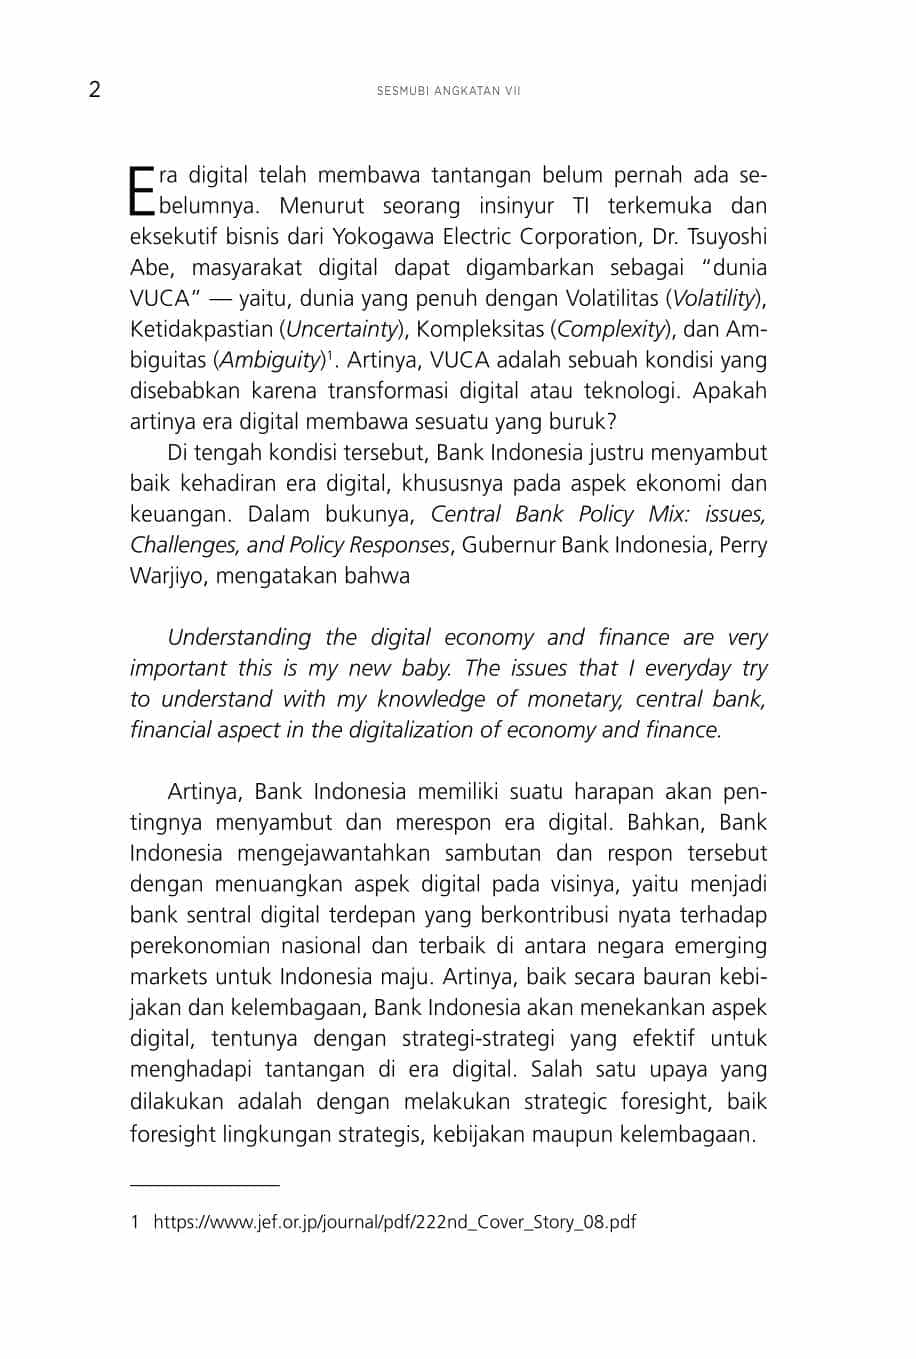 2
SESMUBI ANGKATAN VII
Era digital telah membawa tantangan belum pernah ada se-
belumnya. Menurut seorang insinyur TI terkemuka dan
eksekutif bisnis dari Yokogawa Electric Corporation, Dr. Tsuyoshi
Abe, masyarakat digital dapat digambarkan sebagai “dunia
VUCA” — yaitu, dunia yang penuh dengan Volatilitas (Volatility),
Ketidakpastian (Uncertainty), Kompleksitas (Complexity), dan Am-
biguitas (Ambiguity)1. Artinya, VUCA adalah sebuah kondisi yang
disebabkan karena transformasi digital atau teknologi. Apakah
artinya era digital membawa sesuatu yang buruk?
Di tengah kondisi tersebut, Bank Indonesia justru menyambut
baik kehadiran era digital, khususnya pada aspek ekonomi dan
keuangan. Dalam bukunya, Central Bank Policy Mix: issues,
Challenges, and Policy Responses, Gubernur Bank Indonesia, Perry
Warjiyo, mengatakan bahwa
Understanding the digital economy and finance are very
important this is my new baby. The issues that I everyday try
to understand with my knowledge of monetary, central bank,
financial aspect in the digitalization of economy and finance.
Artinya, Bank Indonesia memiliki suatu harapan akan pen-
tingnya menyambut dan merespon era digital. Bahkan, Bank
Indonesia mengejawantahkan sambutan dan respon tersebut
dengan menuangkan aspek digital pada visinya, yaitu menjadi
bank sentral digital terdepan yang berkontribusi nyata terhadap
perekonomian nasional dan terbaik di antara negara emerging
markets untuk Indonesia maju. Artinya, baik secara bauran kebi-
jakan dan kelembagaan, Bank Indonesia akan menekankan aspek
digital, tentunya dengan strategi-strategi yang efektif untuk
menghadapi tantangan di era digital. Salah satu upaya yang
dilakukan adalah dengan melakukan strategic foresight, baik
foresight lingkungan strategis, kebijakan maupun kelembagaan.
1 https://www.jef.or.jp/journal/pdf/222nd_Cover_Story_08.pdf